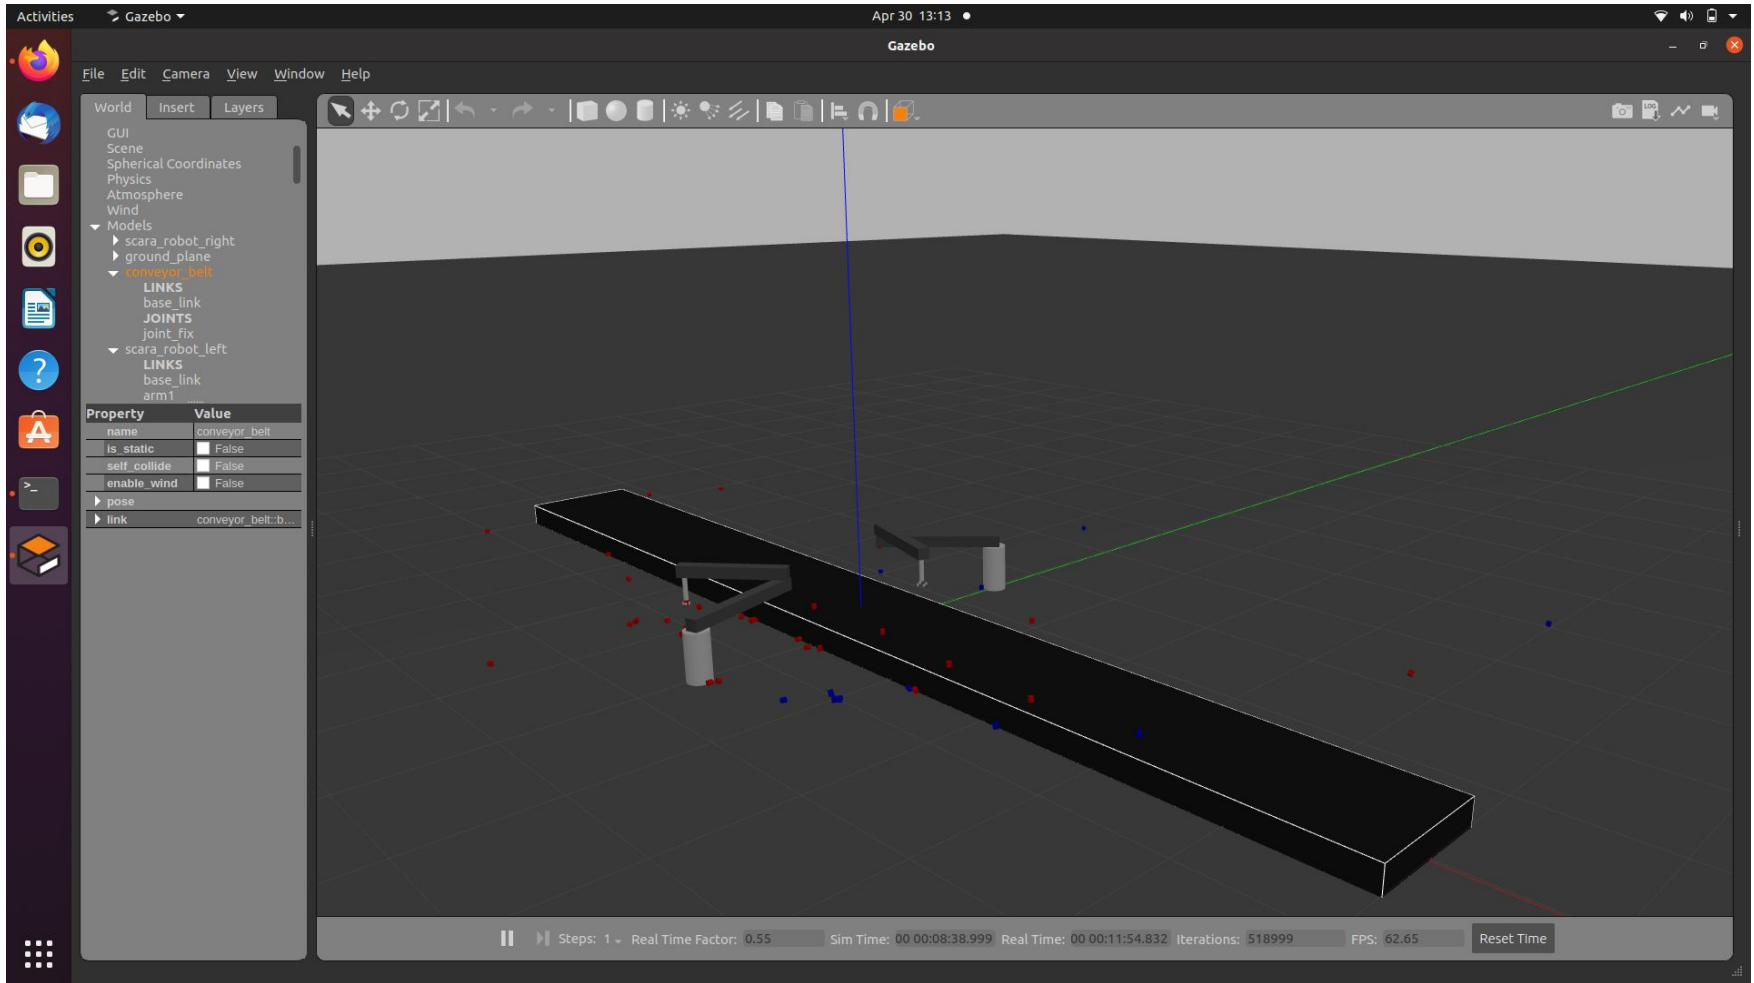 Activities Gazebo Apr 30 13:13
Gazebo
File Edit Camera View Window Help
World Insert Layers
GUI
Scene
Spherical Coordinates
Physics
Atmosphere
Wind
Models
scara_robot_right
ground_plane
conveyor_belt
LINKS
base_link
JOINTS
joint_fix
scara_robot_left
LINKS
base_link
arm1
Property Value
name conveyor_belt
is_static False
self_collide False
enable_wind False
pose
link conveyor_belt::b...
LOG
Steps: 1 Real Time Factor: 0.55 Sim Time: 00 00:08:38.999 Real Time: 00 00:11:54.832 Iterations: 518999 FPS: 62.65 Reset Time